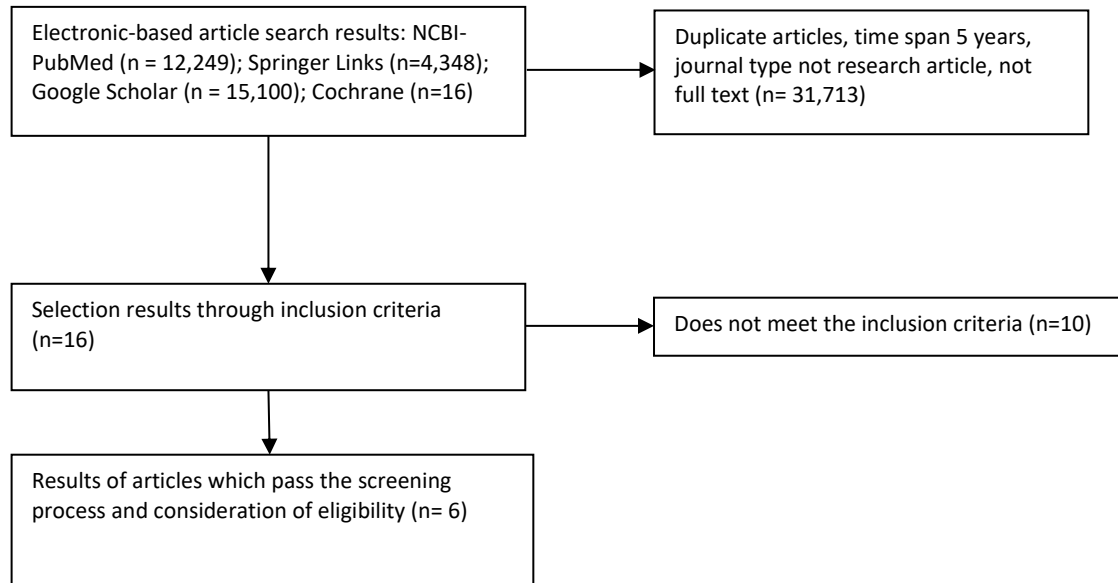 Electronic-based article search results: NCBI-
PubMed (n = 12,249); Springer Links (n=4,348);
Google Scholar (n = 15,100); Cochrane (n=16)
Duplicate articles, time span 5 years,
journal type not research article, not
full text (n= 31,713)
Selection results through inclusion criteria
(n=16)
Does not meet the inclusion criteria (n=10)
Results of articles which pass the screening
process and consideration of eligibility (n= 6)